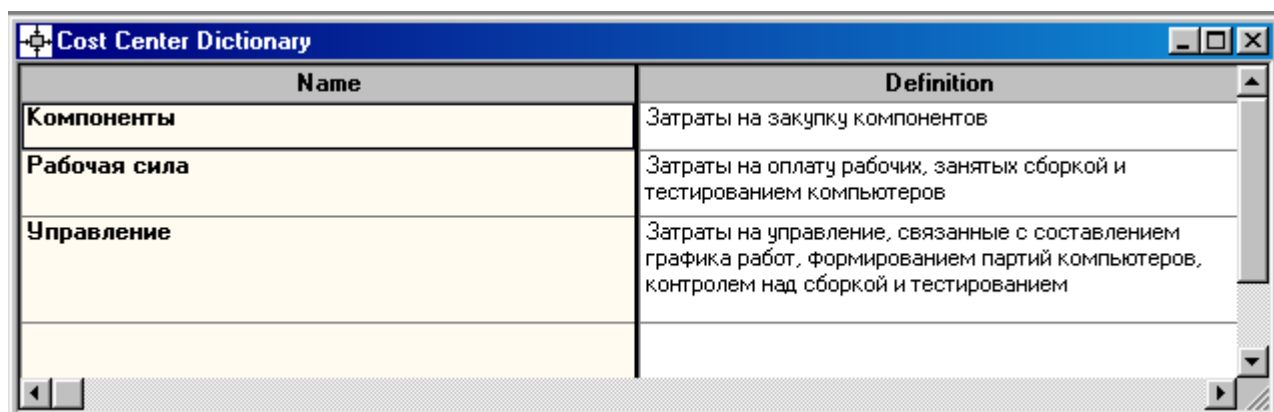 Cost Center Dictionary
Name Definition
Компоненты Затраты на закупку компонентов
Рабочая сила Затраты на оплату рабочих, занятых сборкой и
тестированием компьютеров
Управление Затраты на управление, связанные с составлением
графика работ, формированием партий компьютеров,
контролем над сборкой и тестированием